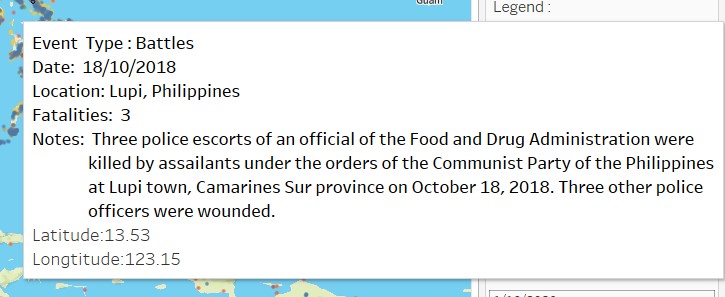 Guam
Legend :
Event Type : Battles
Date: 18/10/2018
Location: Lupi, Philippines
Fatalities: 3
Notes: Three police escorts of an official of the Food and Drug Administration were
killed by assailants under the orders of the Communist Party of the Philippines
at Lupi town, Camarines Sur province on October 18, 2018. Three other police
officers were wounded.
Latitude:13.53
Longtitude:123.15